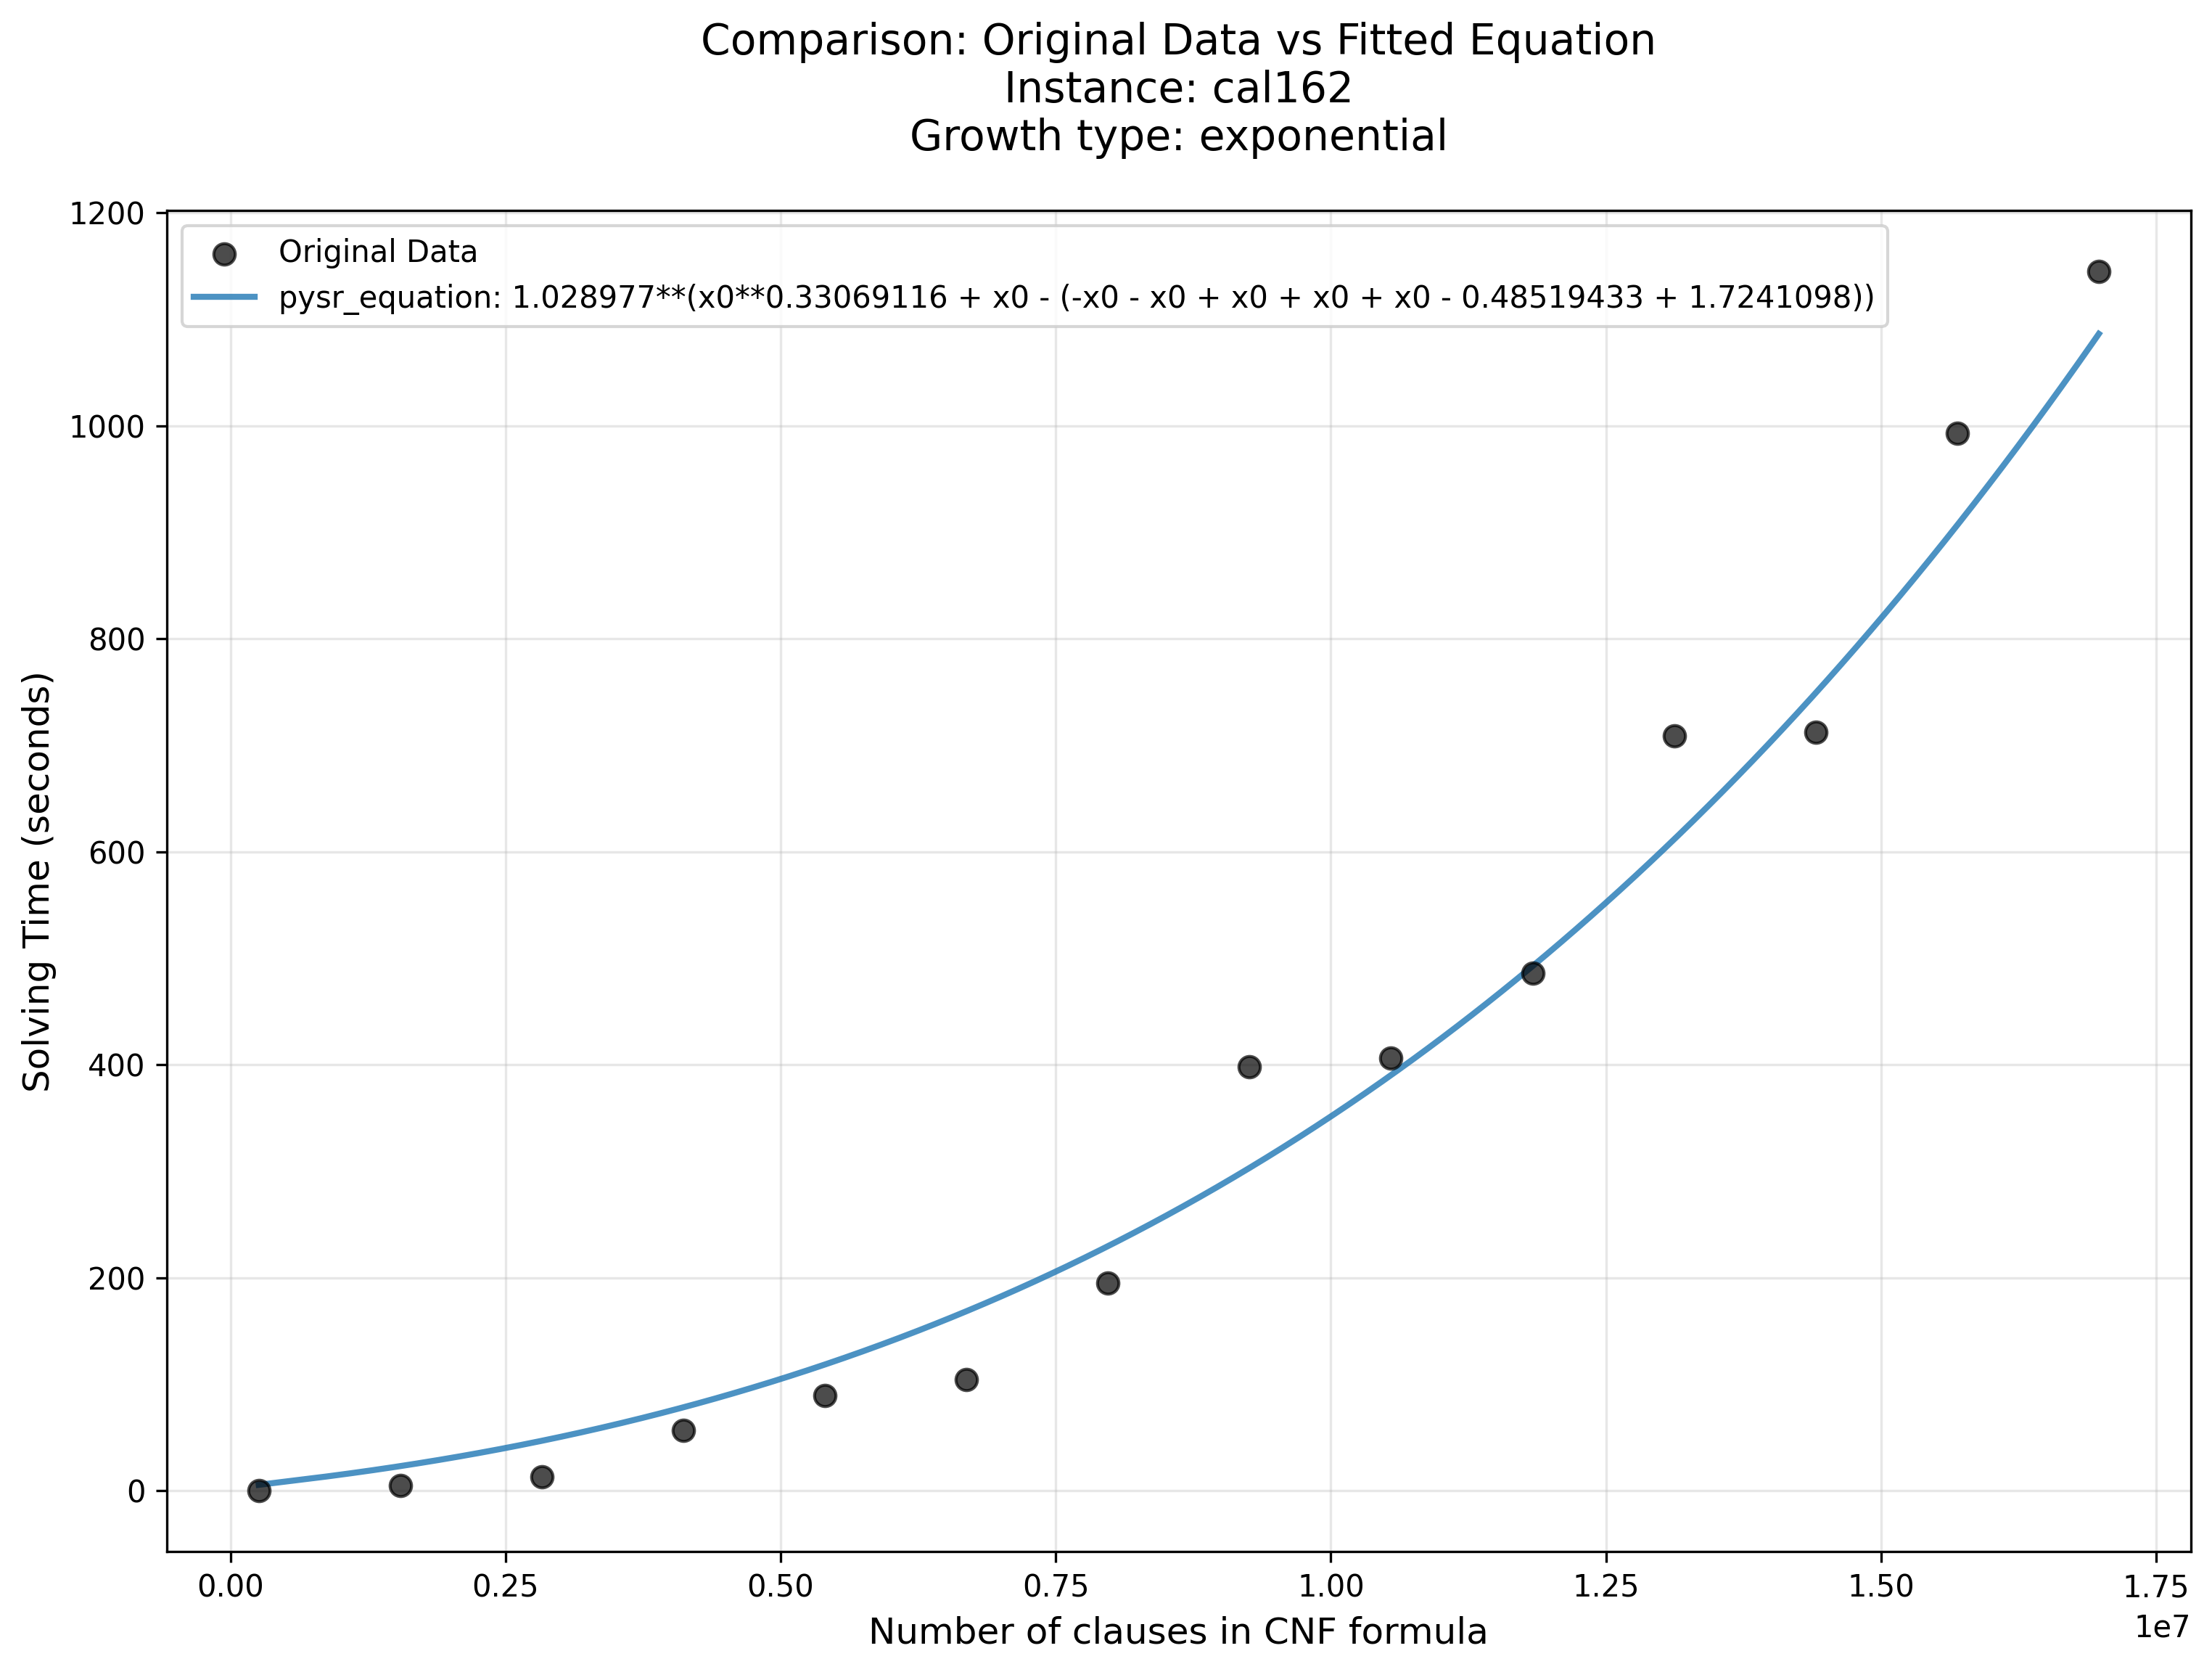 Comparison: Original Data vs Fitted Equation
Instance: cal162
Growth type: exponential
Original Data
pysr_equation: 1.028977**(x0**0.33069116 + x0 - (-x0 - x0 + x0 + x0 + x0 - 0.48519433 + 1.7241098))
Solving Time (seconds)
1200
1000
800
600
400
200
0
0.00 0.25 0.50 0.75 1.00 1.25 1.50 1.75
1e7
Number of clauses in CNF formula